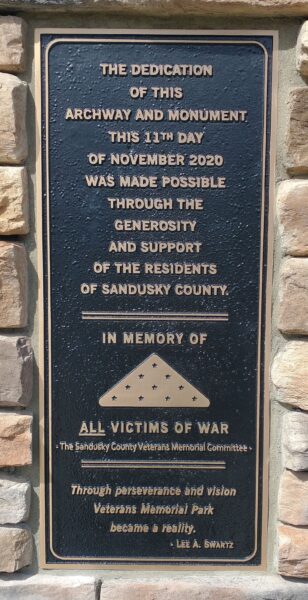 THE DEDICATION
OF THIS
ARCHWAY AND MONUMENT
THIS 11TH DAY
OF NOVEMBER 2020
WAS MADE POSSIBLE
THROUGH THE
GENEROSITY
AND SUPPORT
OF THE RESIDENTS
OF SANDUSKY COUNTY.
IN MEMORY OF
ALL VICTIMS OF WAR
- The Sandusky County Veterans Memorial Committee -
Through perseverance and vision
Veterans Memorial Park
became a reality.
- LEE A. SWARTZ